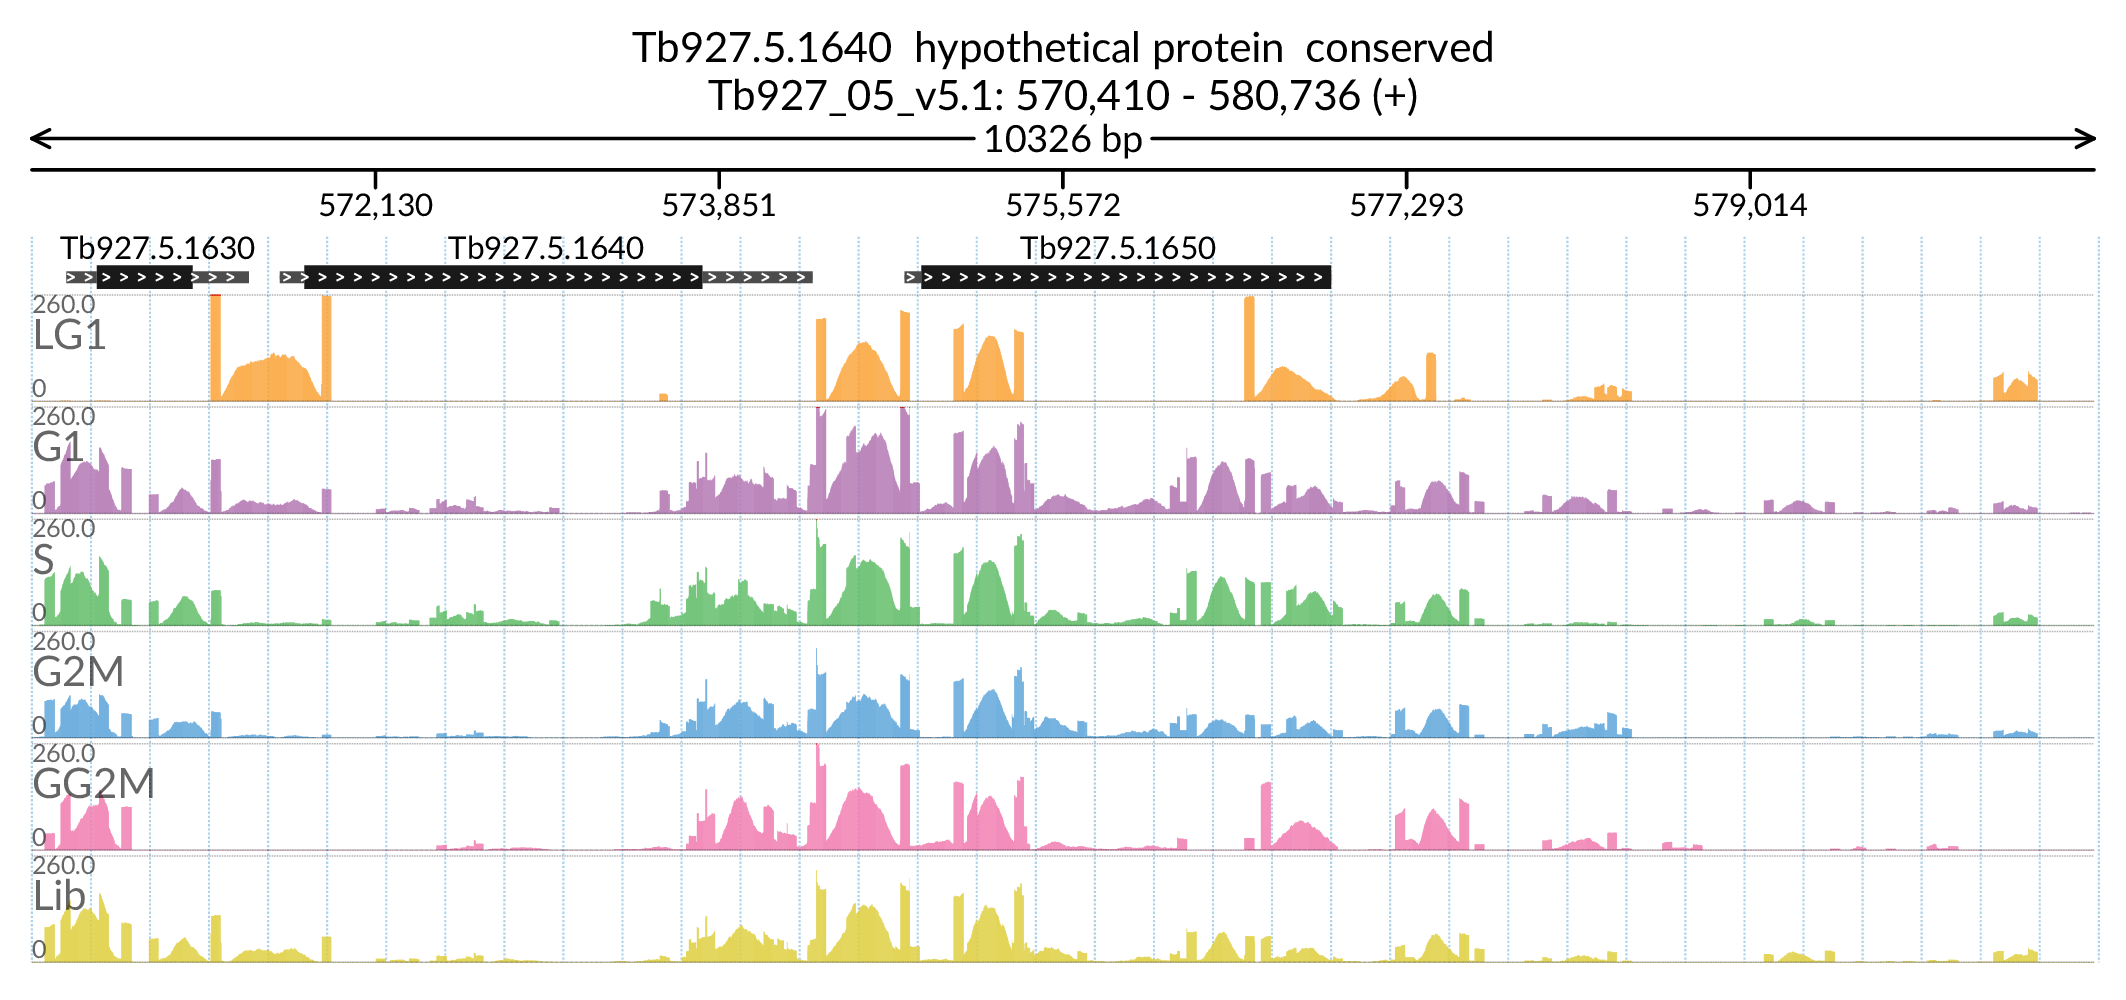 Tb927.5.1640  hypothetical protein  conserved
Tb927_05_v5.1: 570,410 - 580,736 (+)
10326 bp
572,130 573,851 575,572 577,293 579,014
Tb927.5.1630 Tb927.5.1640 Tb927.5.1650
260.0
LG1
0
260.0
G1
0
260.0
S
0
260.0
G2M
0
260.0
GG2M
0
260.0
Lib
0